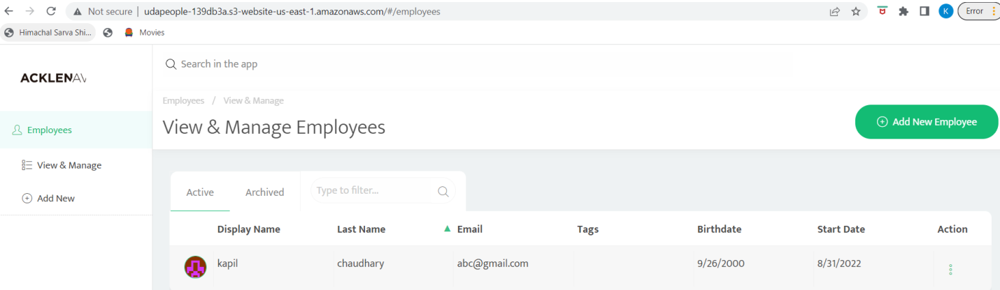 Not secure | udapeople-139db3a.s3-website-us-east-1.amazonaws.com/#/employees K Error
Himachal Sarva Shi... Movies
Search in the app
ACKLENAV
Employees / View & Manage
View & Manage Employees
Add New Employee
Employees
View & Manage
Add New
Active Archived Type to filter...
Display Name Last Name Email Tags Birthdate Start Date Action
kapil chaudhary abc@gmail.com 9/26/2000 8/31/2022